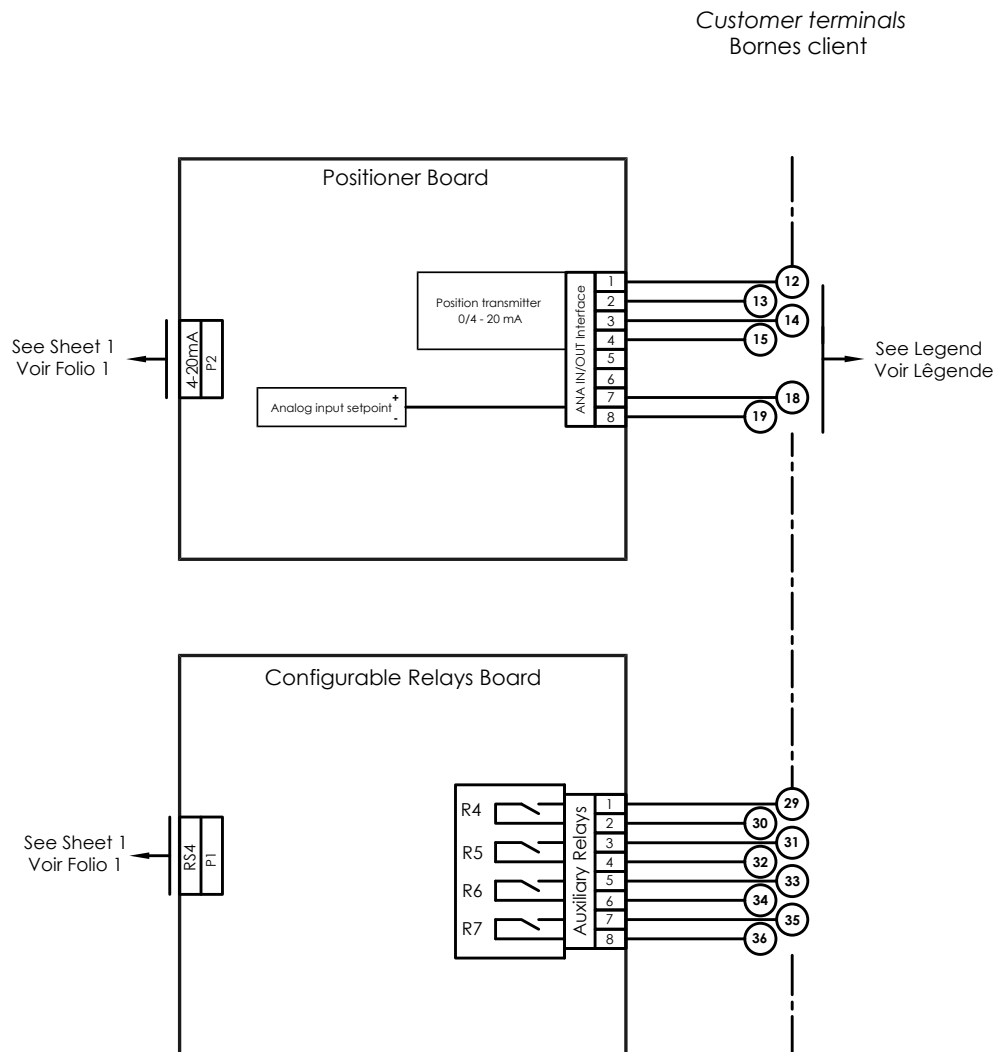 Customer terminals
Bornes client
Positioner Board
Position transmitter
0/4 - 20 mA
ANA IN/OUT Interface
1
2
3
4
5
6
7
8
12
13
14
15
18
19
See Sheet 1
Voir Folio 1
4-20mA
P2
Analog input setpoint
+
-
See Legend
Voir Lêgende
Configurable Relays Board
See Sheet 1
Voir Folio 1
RS4
P1
R4
R5
R6
R7
Auxiliary Relays
1
2
3
4
5
6
7
8
29
30
31
32
33
34
35
36